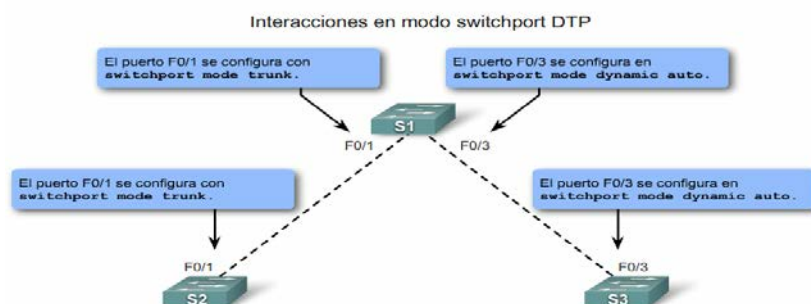 Interacciones en modo switchport DTP
El puerto F0/1 se configura con
switchport mode trunk.
El puerto F0/3 se configura en
switchport mode dynamic auto.
S1
F0/1
F0/3
El puerto F0/1 se configura con
switchport mode trunk.
El puerto F0/3 se configura en
switchport mode dynamic auto.
F0/1
F0/3
S2
S3